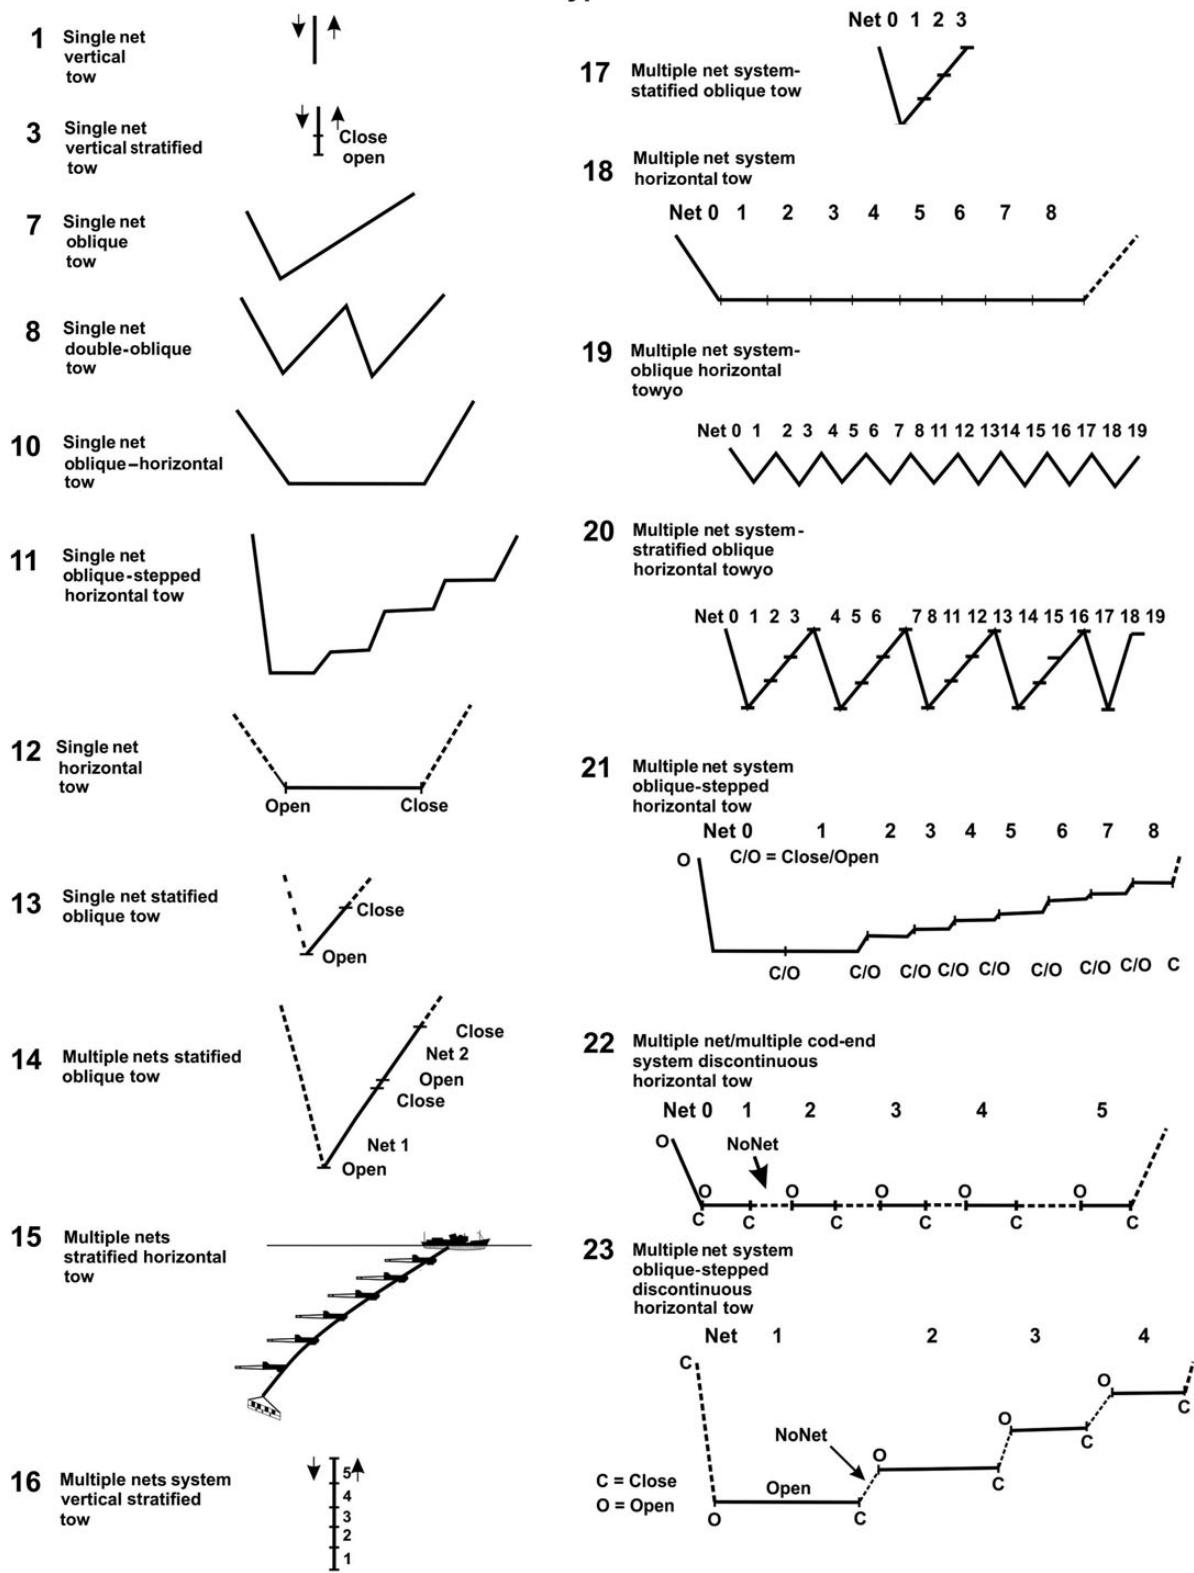 1 Single net
vertical
tow
3 Single net
vertical stratified
tow
Close
open
7 Single net
oblique
tow
8 Single net
double-oblique
tow
10 Single net
oblique–horizontal
tow
11 Single net
oblique-stepped
horizontal tow
12 Single net
horizontal
tow
Open Close
13 Single net statified
oblique tow
Close
Open
14 Multiple nets statified
oblique tow
Close
Net 2
Open
Close
Net 1
Open
15 Multiple nets
stratified horizontal
tow
16 Multiple nets system
vertical stratified
tow
5
4
3
2
1
Net 0 1 2 3
17 Multiple net system-
statified oblique tow
18 Multiple net system
horizontal tow
Net 0 1 2 3 4 5 6 7 8
19 Multiple net system-
oblique horizontal
towyo
Net 0 1 2 3 4 5 6 7 8 11 12 13 14 15 16 17 18 19
20 Multiple net system-
stratified oblique
horizontal towyo
Net 0 1 2 3 4 5 6 7 8 11 12 13 14 15 16 17 18 19
21 Multiple net system
oblique-stepped
horizontal tow
Net 0 1 2 3 4 5 6 7 8
O C/O = Close/Open
C/O C/O C/O C/O C/O C/O C/O C/O C
22 Multiple net/multiple cod-end
system discontinuous
horizontal tow
Net 0 1 2 3 4 5
O NoNet
O O O O O
C C C C C C
23 Multiple net system
oblique-stepped
discontinuous
horizontal tow
Net 1 2 3 4
C
O
C
O
NoNet C
O
C = Close C
Open
O = Open
O C